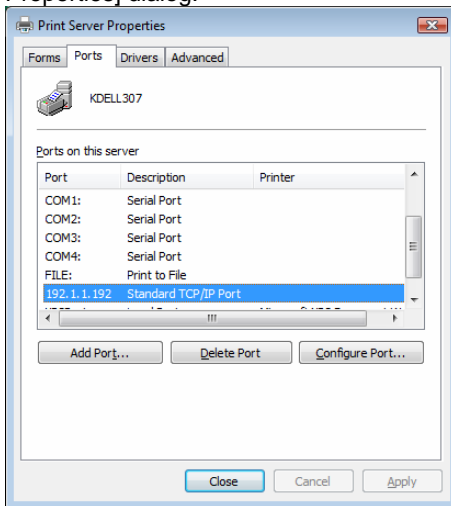 Properties] dialog.
Print Server Properties
Forms Ports Drivers Advanced
KDELL307
Ports on this server
Port Description Printer
COM1: Serial Port
COM2: Serial Port
COM3: Serial Port
COM4: Serial Port
FILE: Print to File
192.1.1.192 Standard TCP/IP Port
Add Port... Delete Port Configure Port...
Close Cancel Apply